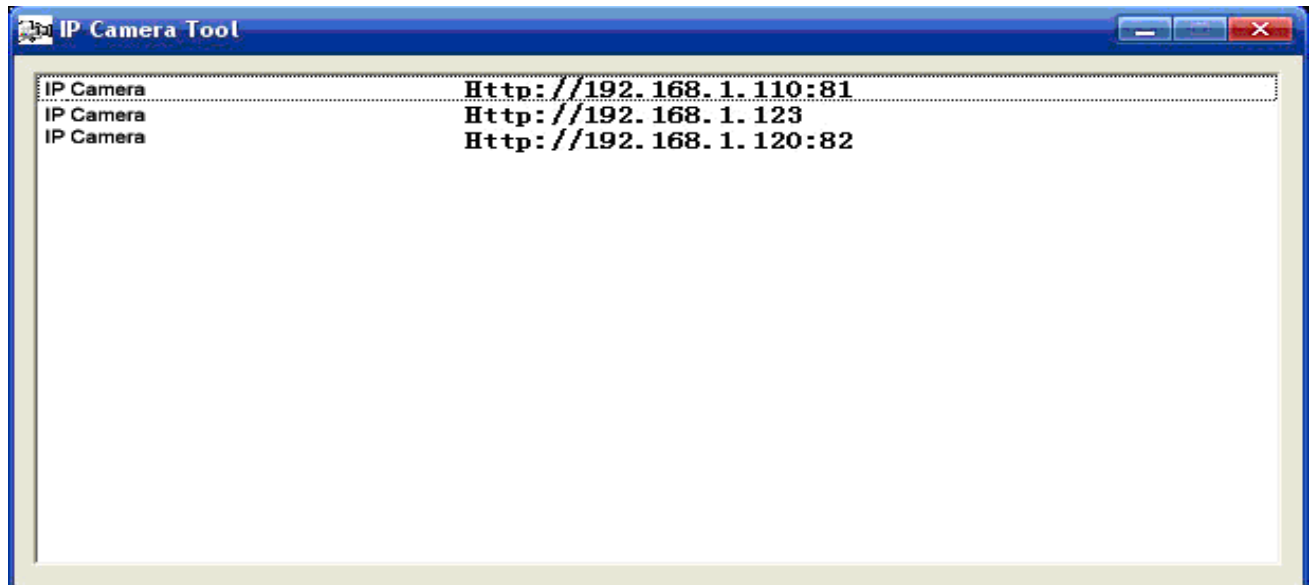 IP Camera Tool
IP Camera Http://192.168.1.110:81
IP Camera Http://192.168.1.123
IP Camera Http://192.168.1.120:82